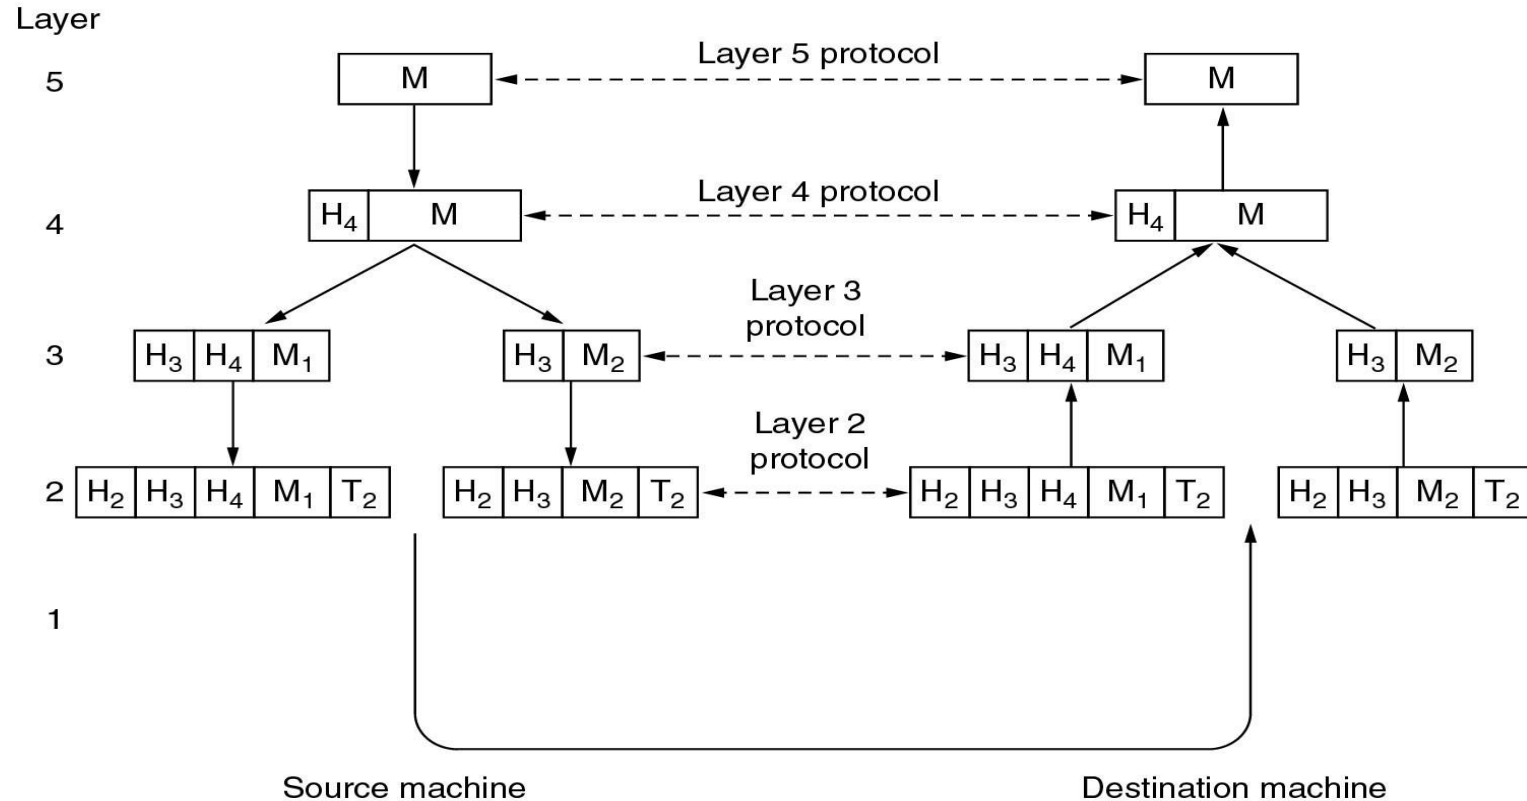 Layer
5 M Layer 5 protocol M
4 H₄ M Layer 4 protocol H₄ M
Layer 3
protocol
3 H₃ H₄ M₁ H₃ M₂ H₃ H₄ M₁ H₃ M₂
Layer 2
protocol
2 H₂ H₃ H₄ M₁ T₂ H₂ H₃ M₂ T₂ H₂ H₃ H₄ M₁ T₂ H₂ H₃ M₂ T₂
1
Source machine Destination machine